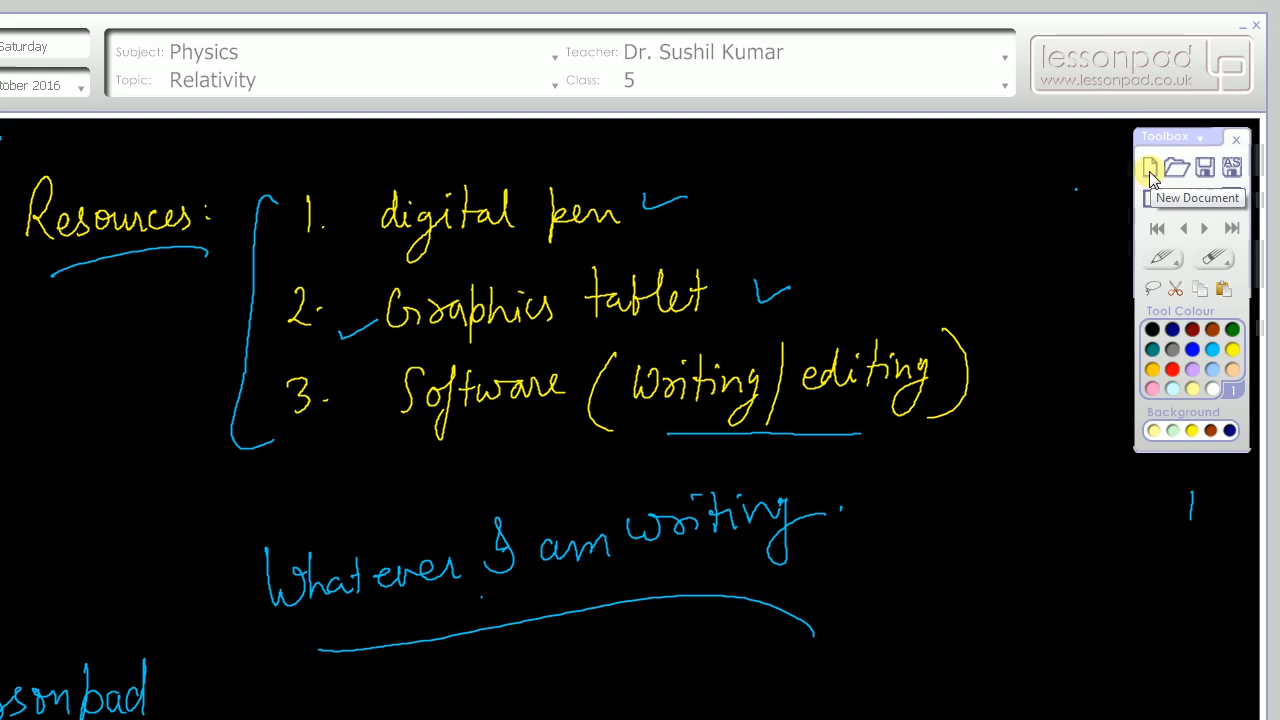 Saturday
Subject: Physics
Teacher: Dr. Sushil Kumar
lessonpad
www.lessonpad.co.uk
tober 2016
Topic: Relativity
Class: 5
Toolbox
AS
New Document
Resources:
1. digital pen
2. Graphics tablet
3. Software (Writing/editing)
Tool Colour
1
Background
Whatever I am writing.
ssonpad